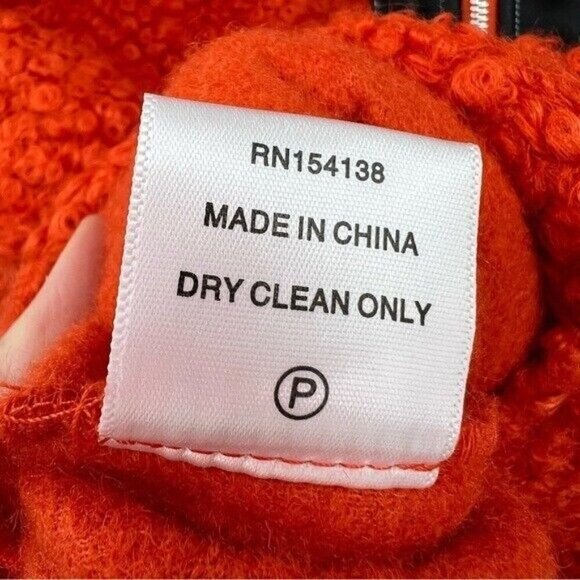 RN154138
MADE IN CHINA
DRY CLEAN ONLY
P